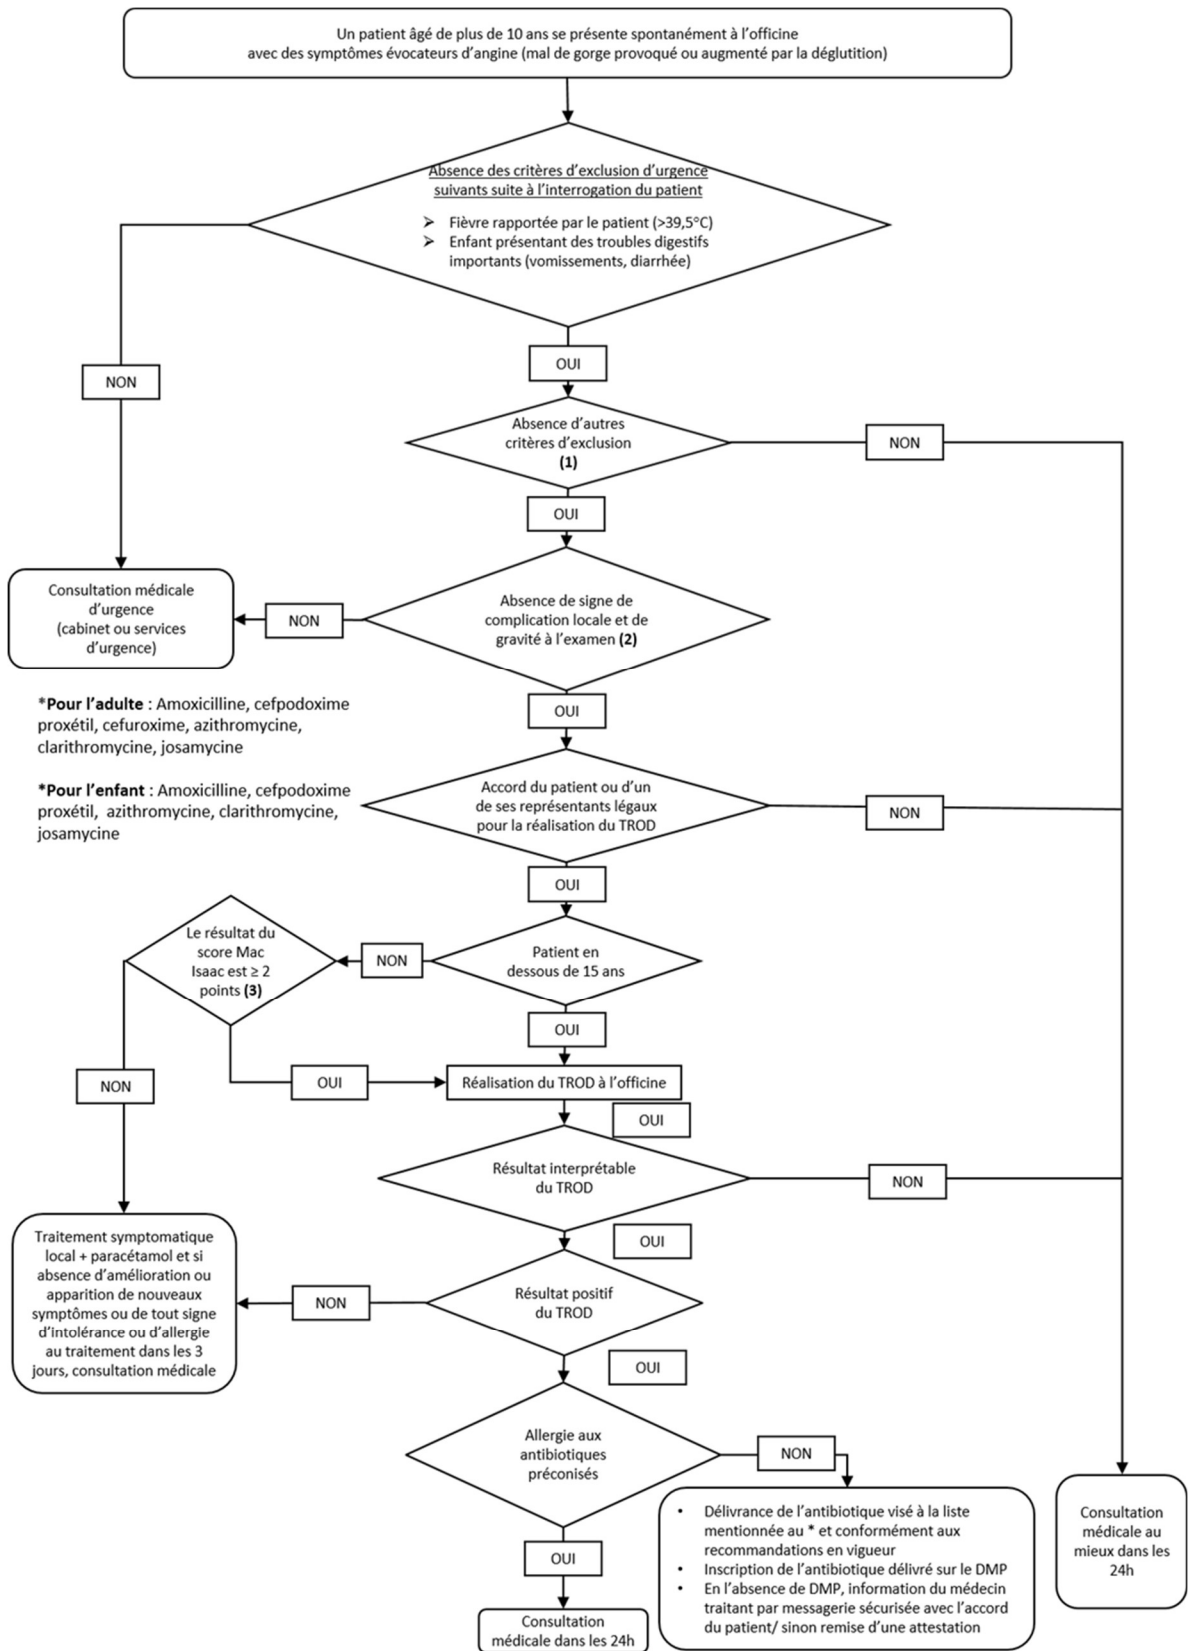 Un patient âgé de plus de 10 ans se présente spontanément à l'officine
avec des symptômes évocateurs d'angine (mal de gorge provoqué ou augmenté par la déglutition)
Absence des critères d'exclusion d'urgence
suivants suite à l'interrogation du patient
➢ Fièvre rapportée par le patient (>39,5°C)
➢ Enfant présentant des troubles digestifs
importants (vomissements, diarrhée)
NON
OUI
Absence d'autres
critères d'exclusion
(1)
NON
OUI
Consultation médicale
d'urgence
(cabinet ou services
d'urgence)
NON
Absence de signe de
complication locale et de
gravité à l'examen (2)
OUI
*Pour l'adulte : Amoxicilline, cefpodoxime
proxétil, cefuroxime, azithromycine,
clarithromycine, josamycine
*Pour l'enfant : Amoxicilline, cefpodoxime
proxétil, azithromycine, clarithromycine,
josamycine
Accord du patient ou d'un
de ses représentants légaux
pour la réalisation du TROD
NON
OUI
Le résultat du
score Mac
Isaac est ≥ 2
points (3)
NON
Patient en
dessous de 15 ans
OUI
NON
OUI
Réalisation du TROD à l'officine
OUI
Résultat interprétable
du TROD
NON
OUI
Traitement symptomatique
local + paracétamol et si
absence d'amélioration ou
apparition de nouveaux
symptômes ou de tout signe
d'intolérance ou d'allergie
au traitement dans les 3
jours, consultation médicale
NON
Résultat positif
du TROD
OUI
Allergie aux
antibiotiques
préconisés
NON
OUI
• Délivrance de l'antibiotique visé à la liste
mentionnée au * et conformément aux
recommandations en vigueur
• Inscription de l'antibiotique délivré sur le DMP
• En l'absence de DMP, information du médecin
traitant par messagerie sécurisée avec l'accord
du patient/ sinon remise d'une attestation
Consultation
médicale au
mieux dans les
24h
Consultation
médicale dans les 24h